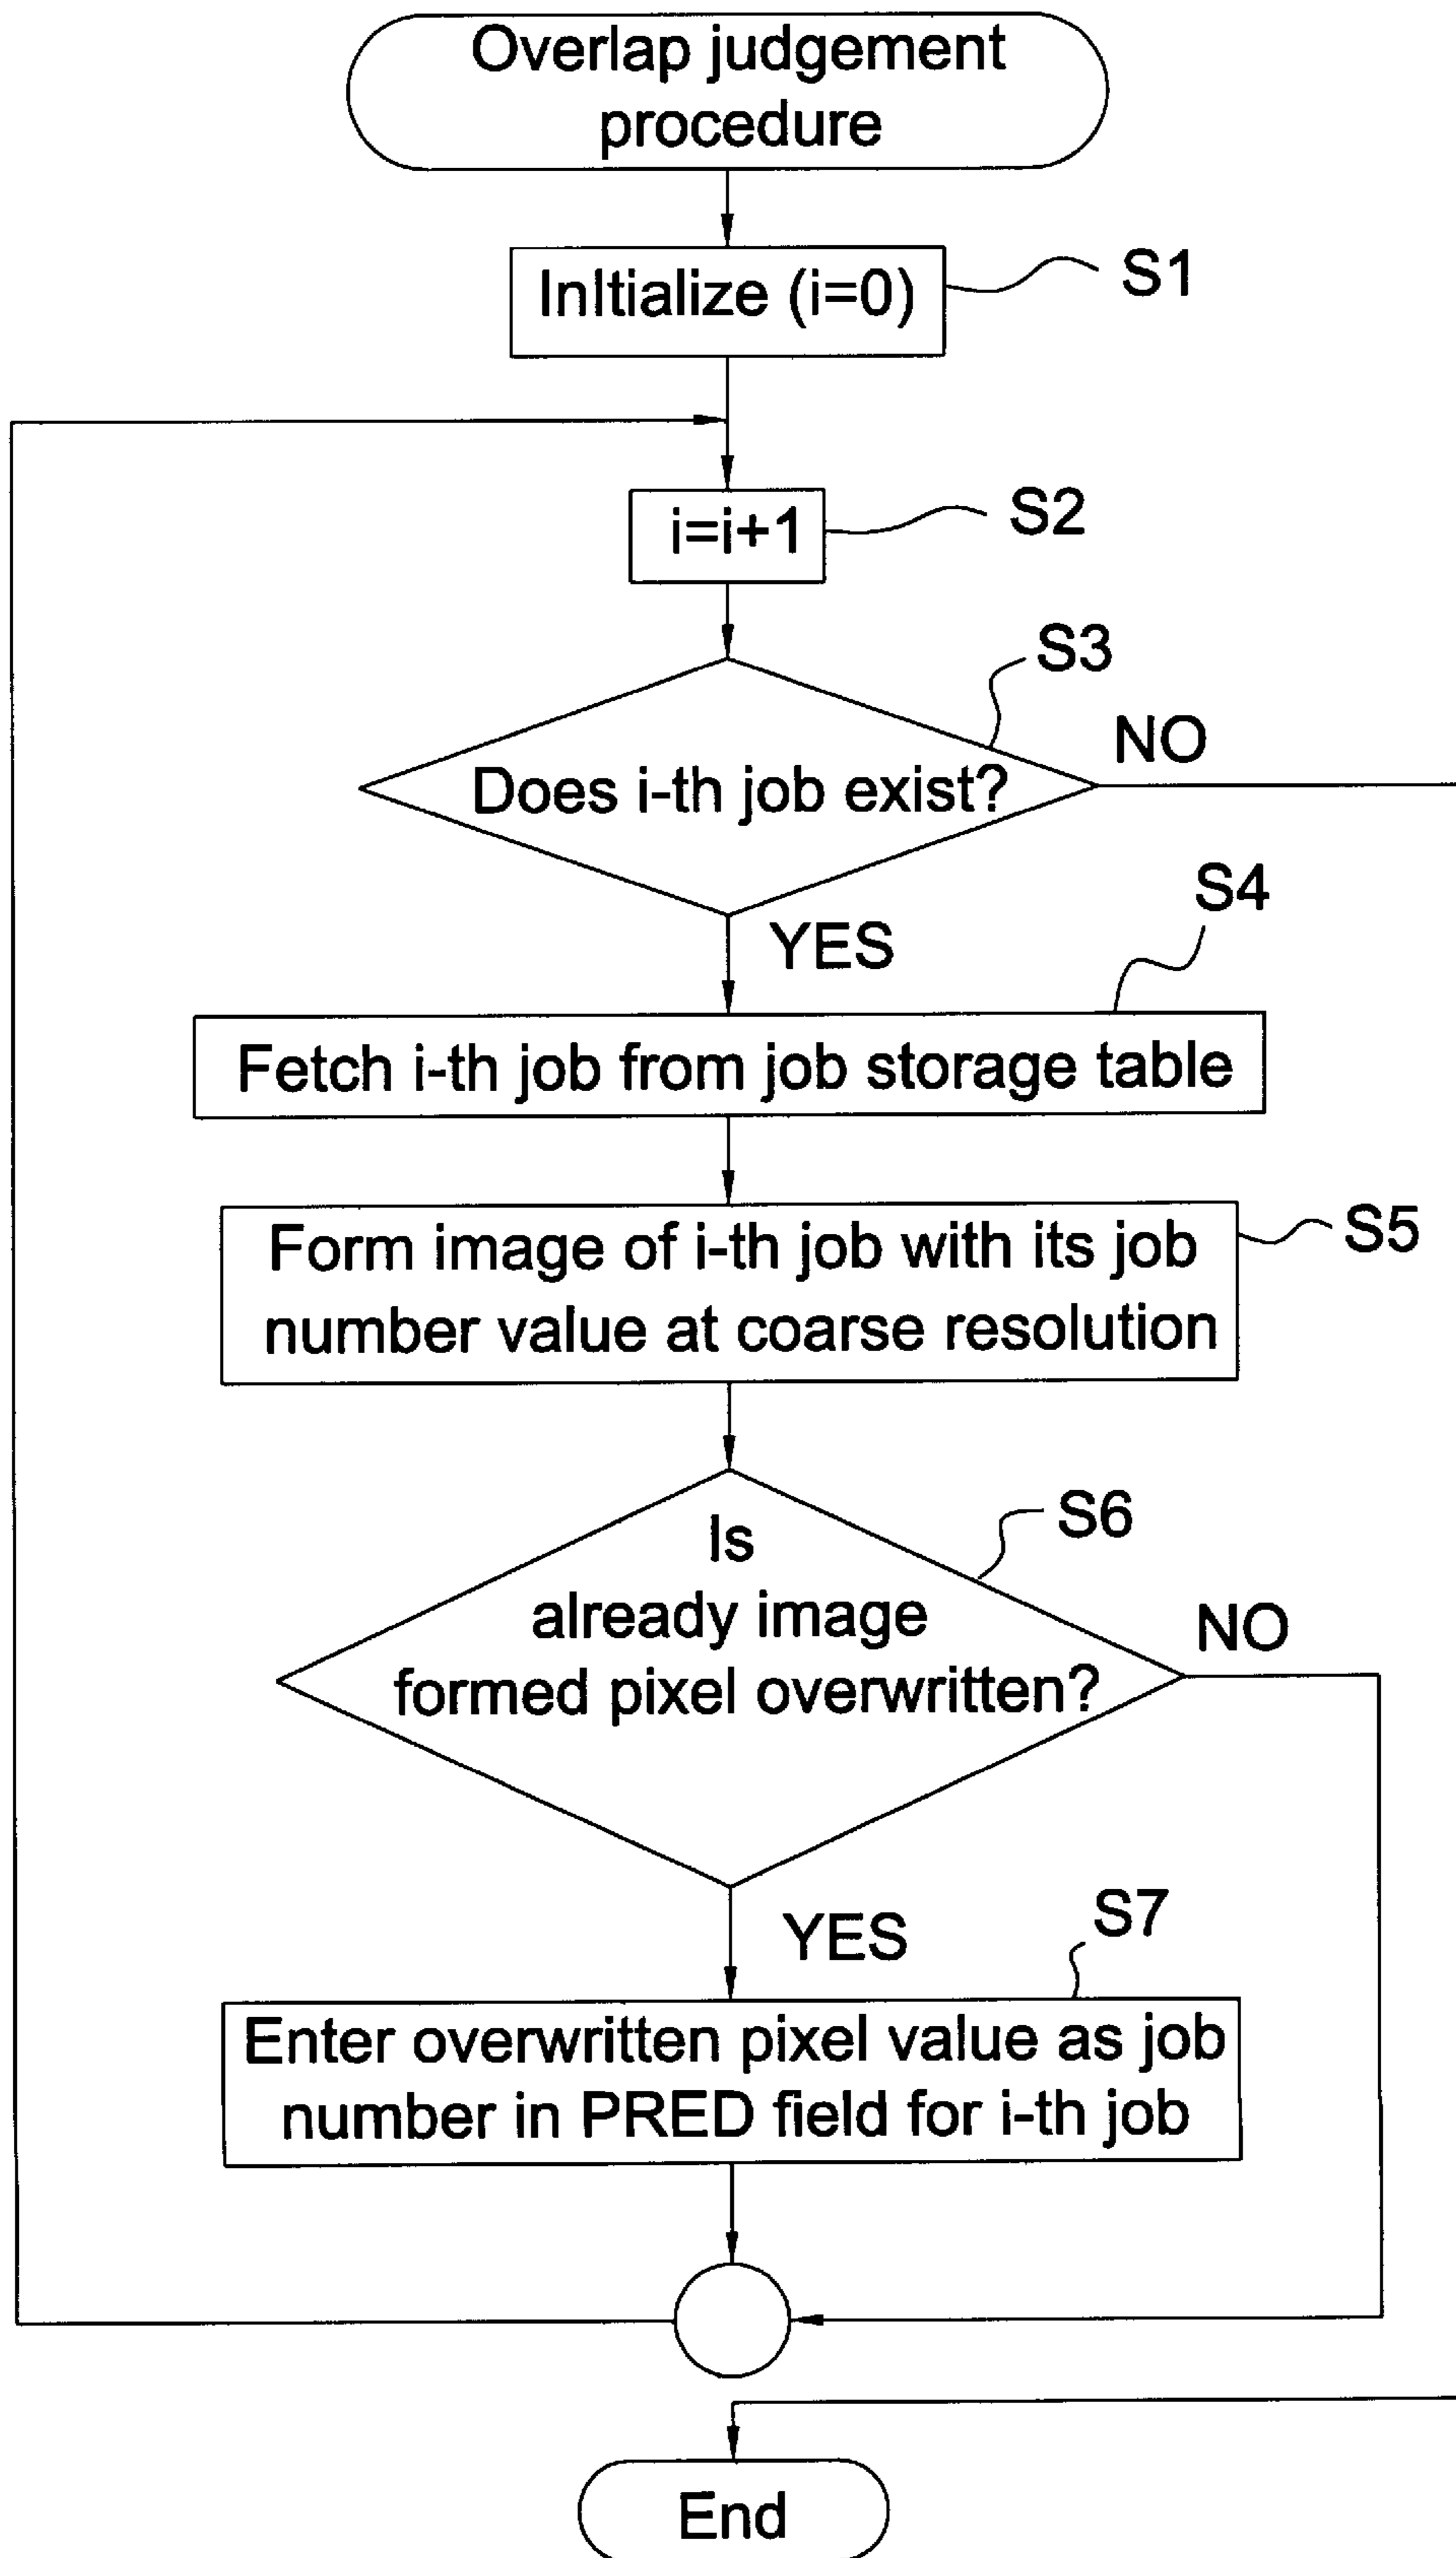 Overlap judgement
procedure
InItialize (i=0)
S1
i=i+1
S2
S3
Does i-th job exist?
NO
YES
S4
Fetch i-th job from job storage table
Form image of i-th job with its job
number value at coarse resolution
S5
S6
Is
already image
formed pixel overwritten?
NO
YES
S7
Enter overwritten pixel value as job
number in PRED field for i-th job
End